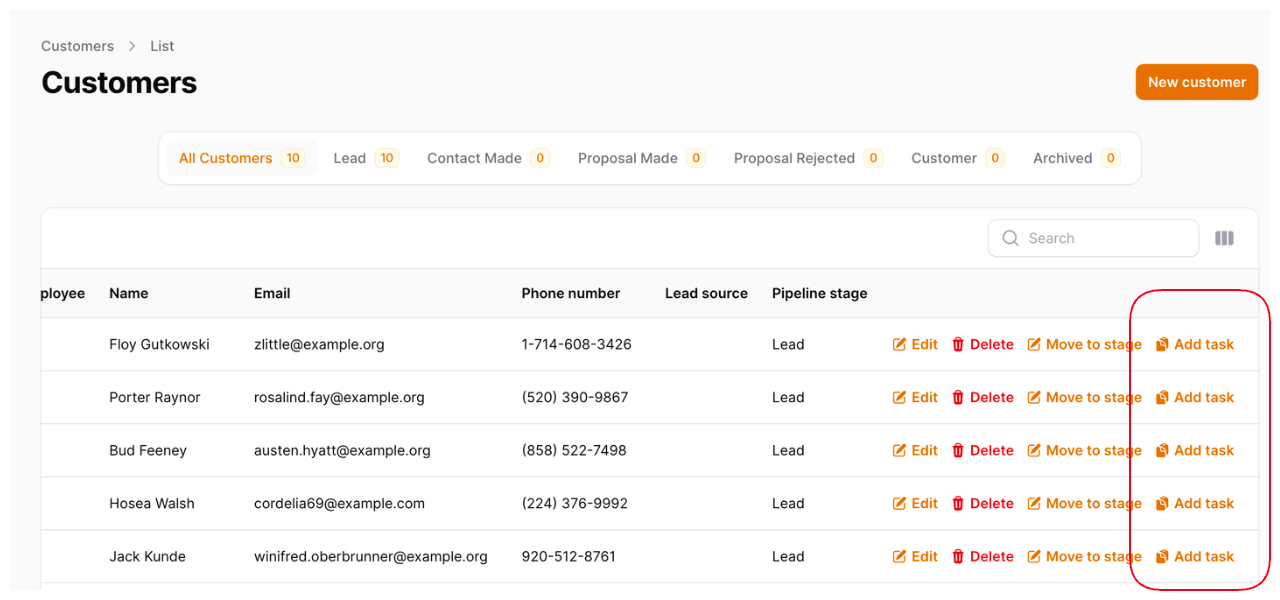 Customers > List
Customers
New customer
All Customers 10 Lead 10 Contact Made 0 Proposal Made 0 Proposal Rejected 0 Customer 0 Archived 0
Search
ployee Name Email Phone number Lead source Pipeline stage
Floy Gutkowski zlittle@example.org 1-714-608-3426 Lead Edit Delete Move to stage Add task
Porter Raynor rosalind.fay@example.org (520) 390-9867 Lead Edit Delete Move to stage Add task
Bud Feeney austen.hyatt@example.org (858) 522-7498 Lead Edit Delete Move to stage Add task
Hosea Walsh cordelia69@example.com (224) 376-9992 Lead Edit Delete Move to stage Add task
Jack Kunde winifred.oberbrunner@example.org 920-512-8761 Lead Edit Delete Move to stage Add task